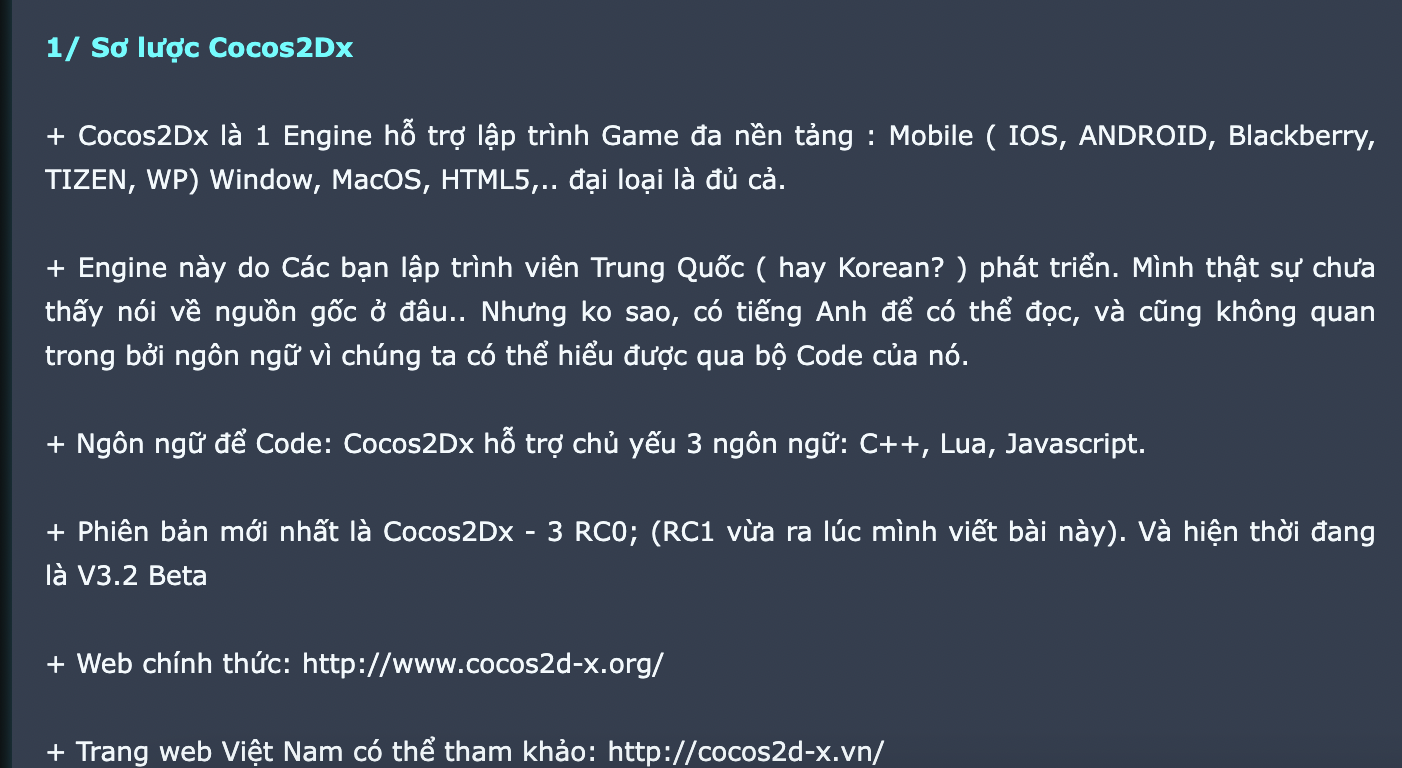 1/ Sơ lược Cocos2Dx
+ Cocos2Dx là 1 Engine hỗ trợ lập trình Game đa nền tảng : Mobile ( IOS, ANDROID, Blackberry,
TIZEN, WP) Window, MacOS, HTML5,.. đại loại là đủ cả.
+ Engine này do Các bạn lập trình viên Trung Quốc ( hay Korean? ) phát triển. Mình thật sự chưa
thấy nói về nguồn gốc ở đâu.. Nhưng ko sao, có tiếng Anh để có thể đọc, và cũng không quan
trong bởi ngôn ngữ vì chúng ta có thể hiểu được qua bộ Code của nó.
+ Ngôn ngữ để Code: Cocos2Dx hỗ trợ chủ yếu 3 ngôn ngữ: C++, Lua, Javascript.
+ Phiên bản mới nhất là Cocos2Dx - 3 RC0; (RC1 vừa ra lúc mình viết bài này). Và hiện thời đang
là V3.2 Beta
+ Web chính thức: http://www.cocos2d-x.org/
+ Trang web Việt Nam có thể tham khảo: http://cocos2d-x.vn/